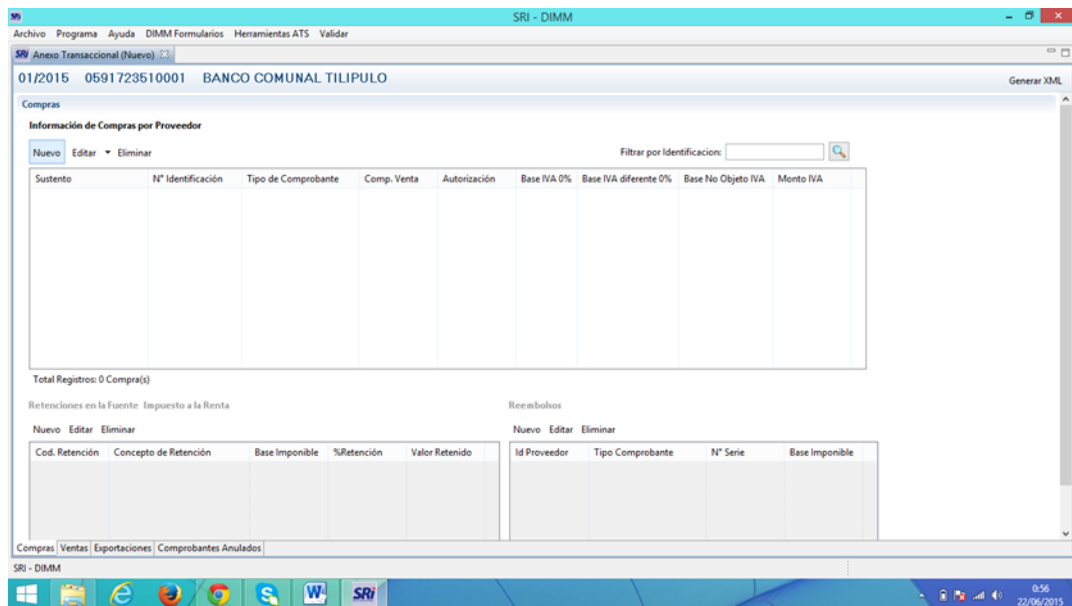 SRi SRI - DIMM
Archivo Programa Ayuda DIMM Formularios Herramientas ATS Validar
SRi Anexo Transaccional (Nuevo)
01/2015 0591723510001 BANCO COMUNAL TILIPULO Generar XML
Compras
Información de Compras por Proveedor
Nuevo Editar Eliminar Filtrar por Identificacion:
Sustento N° Identificación Tipo de Comprobante Comp. Venta Autorización Base IVA 0% Base IVA diferente 0% Base No Objeto IVA Monto IVA
Total Registros: 0 Compra(s)
Retenciones en la Fuente Impuesto a la Renta Reembolsos
Nuevo Editar Eliminar Nuevo Editar Eliminar
Cod. Retención Concepto de Retención Base Imponible %Retención Valor Retenido Id Proveedor Tipo Comprobante N° Serie Base Imponible
Compras Ventas Exportaciones Comprobantes Anulados
SRI - DIMM
SRi 0:56
22/06/2015